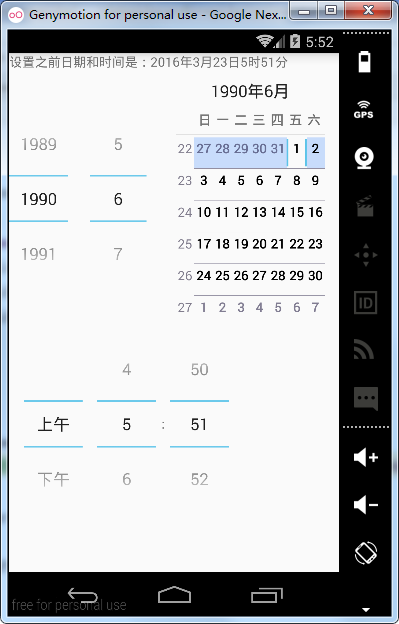 Genymotion for personal use - Google Nex...
5:52
设置之前日期和时间是：2016年3月23日5时51分
1990年6月
日 一 二 三 四 五 六
1989 5
1990 6
1991 7
22 27 28 29 30 31 1 2
23 3 4 5 6 7 8 9
24 10 11 12 13 14 15 16
25 17 18 19 20 21 22 23
26 24 25 26 27 28 29 30
27 1 2 3 4 5 6 7
4 50
上午 5 : 51
下午 6 52
GPS
ID
free for personal use